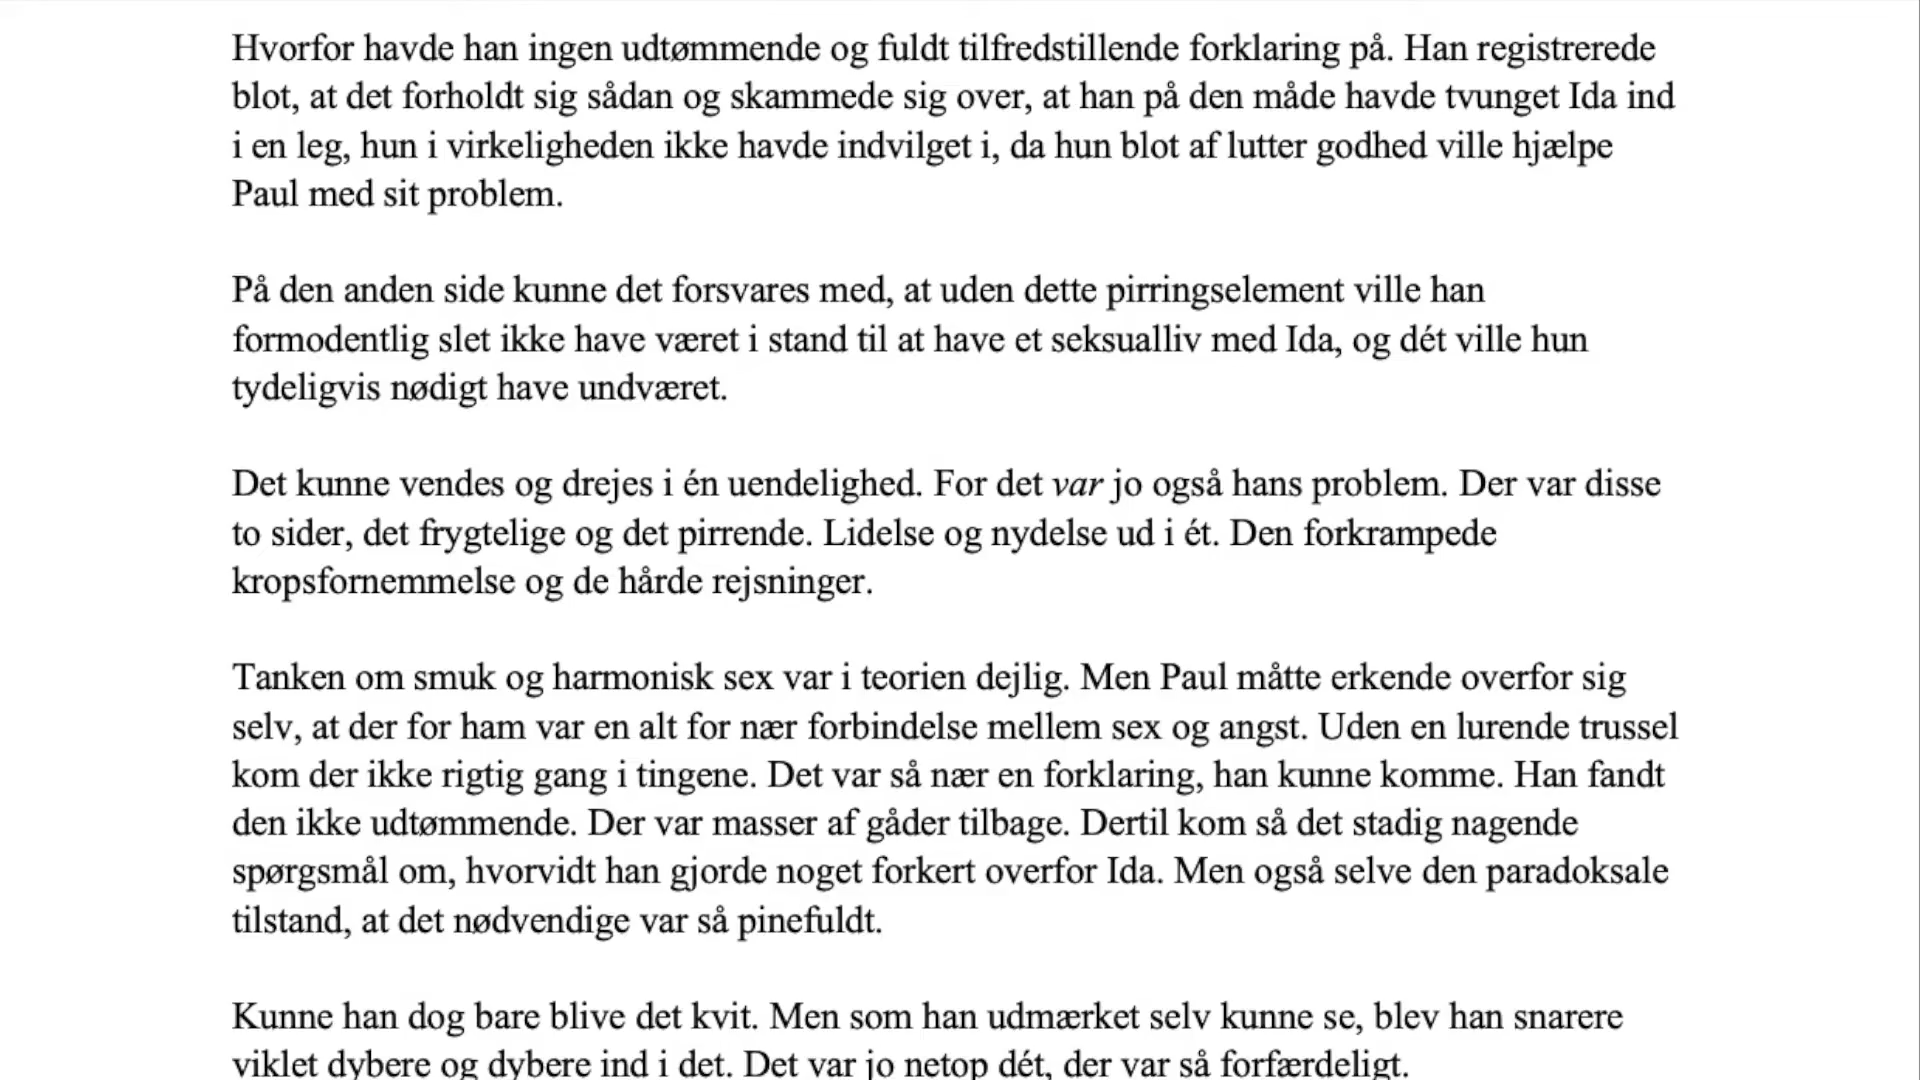 Hvorfor havde han ingen udtømmende og fuldt tilfredstillende forklaring på. Han registrerede
blot, at det forholdt sig sådan og skammede sig over, at han på den måde havde tvunget Ida ind
i en leg, hun i virkeligheden ikke havde indvilget i, da hun blot af lutter godhed ville hjælpe
Paul med sit problem.
På den anden side kunne det forsvares med, at uden dette pirringselement ville han
formodentlig slet ikke have været i stand til at have et seksualliv med Ida, og dét ville hun
tydeligvis nødigt have undværet.
Det kunne vendes og drejes i én uendelighed. For det var jo også hans problem. Der var disse
to sider, det frygtelige og det pirrende. Lidelse og nydelse ud i ét. Den forkrampede
kropsfornemmelse og de hårde rejsninger.
Tanken om smuk og harmonisk sex var i teorien dejlig. Men Paul måtte erkende overfor sig
selv, at der for ham var en alt for nær forbindelse mellem sex og angst. Uden en lurende trussel
kom der ikke rigtig gang i tingene. Det var så nær en forklaring, han kunne komme. Han fandt
den ikke udtømmende. Der var masser af gåder tilbage. Dertil kom så det stadig nagende
spørgsmål om, hvorvidt han gjorde noget forkert overfor Ida. Men også selve den paradoksale
tilstand, at det nødvendige var så pinefuldt.
Kunne han dog bare blive det kvit. Men som han udmærket selv kunne se, blev han snarere
viklet dybere og dybere ind i det. Det var jo netop dét, der var så forfærdeligt.